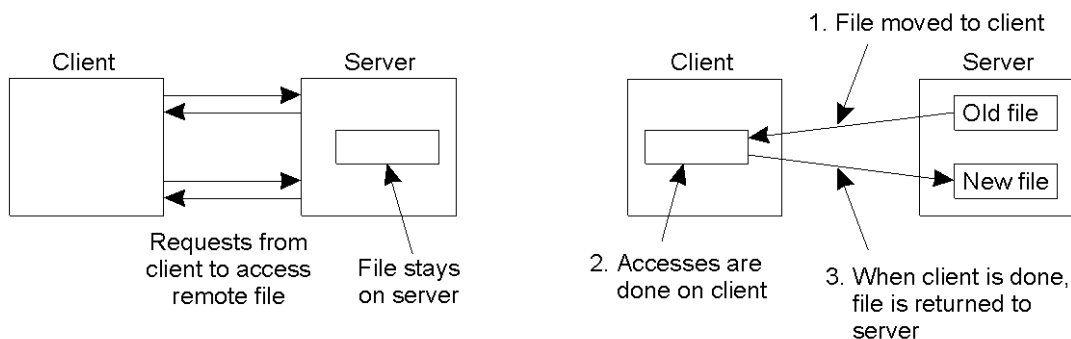 Client
Server
Requests from
client to access
remote file
File stays
on server
1. File moved to client
Client
Server
Old file
New file
2. Accesses are
done on client
3. When client is done,
file is returned to
server